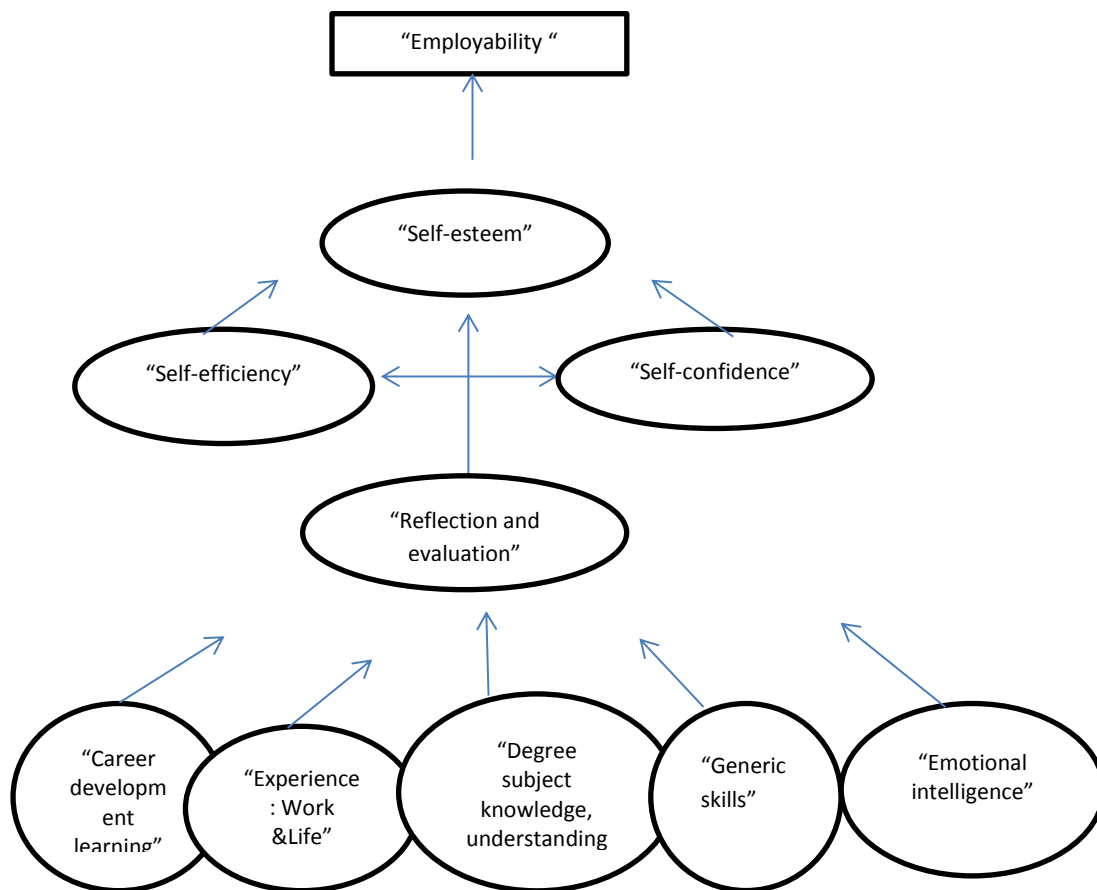 “Employability “
“Self-esteem”
“Self-efficiency”
“Self-confidence”
“Reflection and
evaluation”
“Career
developm
ent
learning”
“Experience
: Work
&Life”
“Degree
subject
knowledge,
understanding
“Generic
skills”
“Emotional
intelligence”